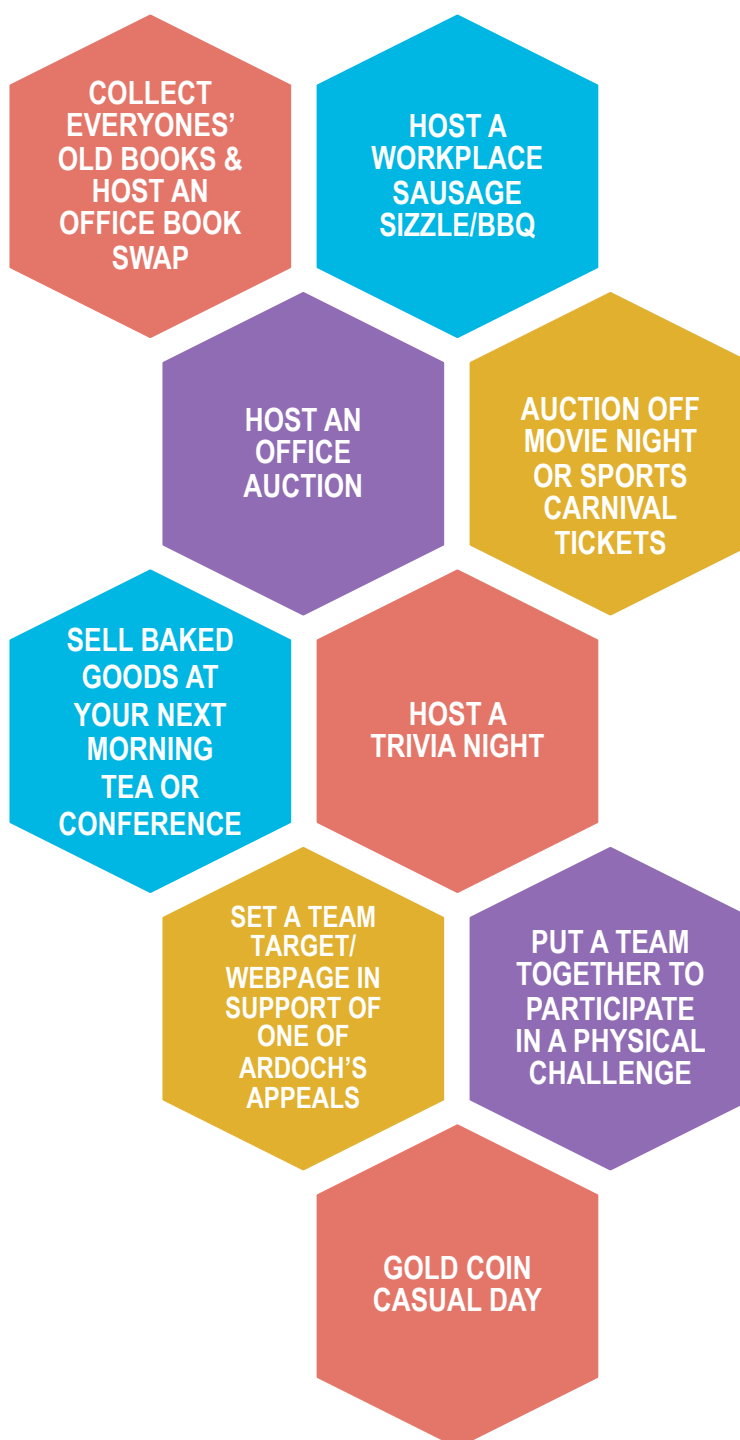 COLLECT
EVERYONES’
OLD BOOKS &
HOST AN
OFFICE BOOK
SWAP
HOST A
WORKPLACE
SAUSAGE
SIZZLE/BBQ
HOST AN
OFFICE
AUCTION
AUCTION OFF
MOVIE NIGHT
OR SPORTS
CARNIVAL
TICKETS
SELL BAKED
GOODS AT
YOUR NEXT
MORNING
TEA OR
CONFERENCE
HOST A
TRIVIA NIGHT
SET A TEAM
TARGET/
WEBPAGE IN
SUPPORT OF
ONE OF
ARDOCH’S
APPEALS
PUT A TEAM
TOGETHER TO
PARTICIPATE
IN A PHYSICAL
CHALLENGE
GOLD COIN
CASUAL DAY